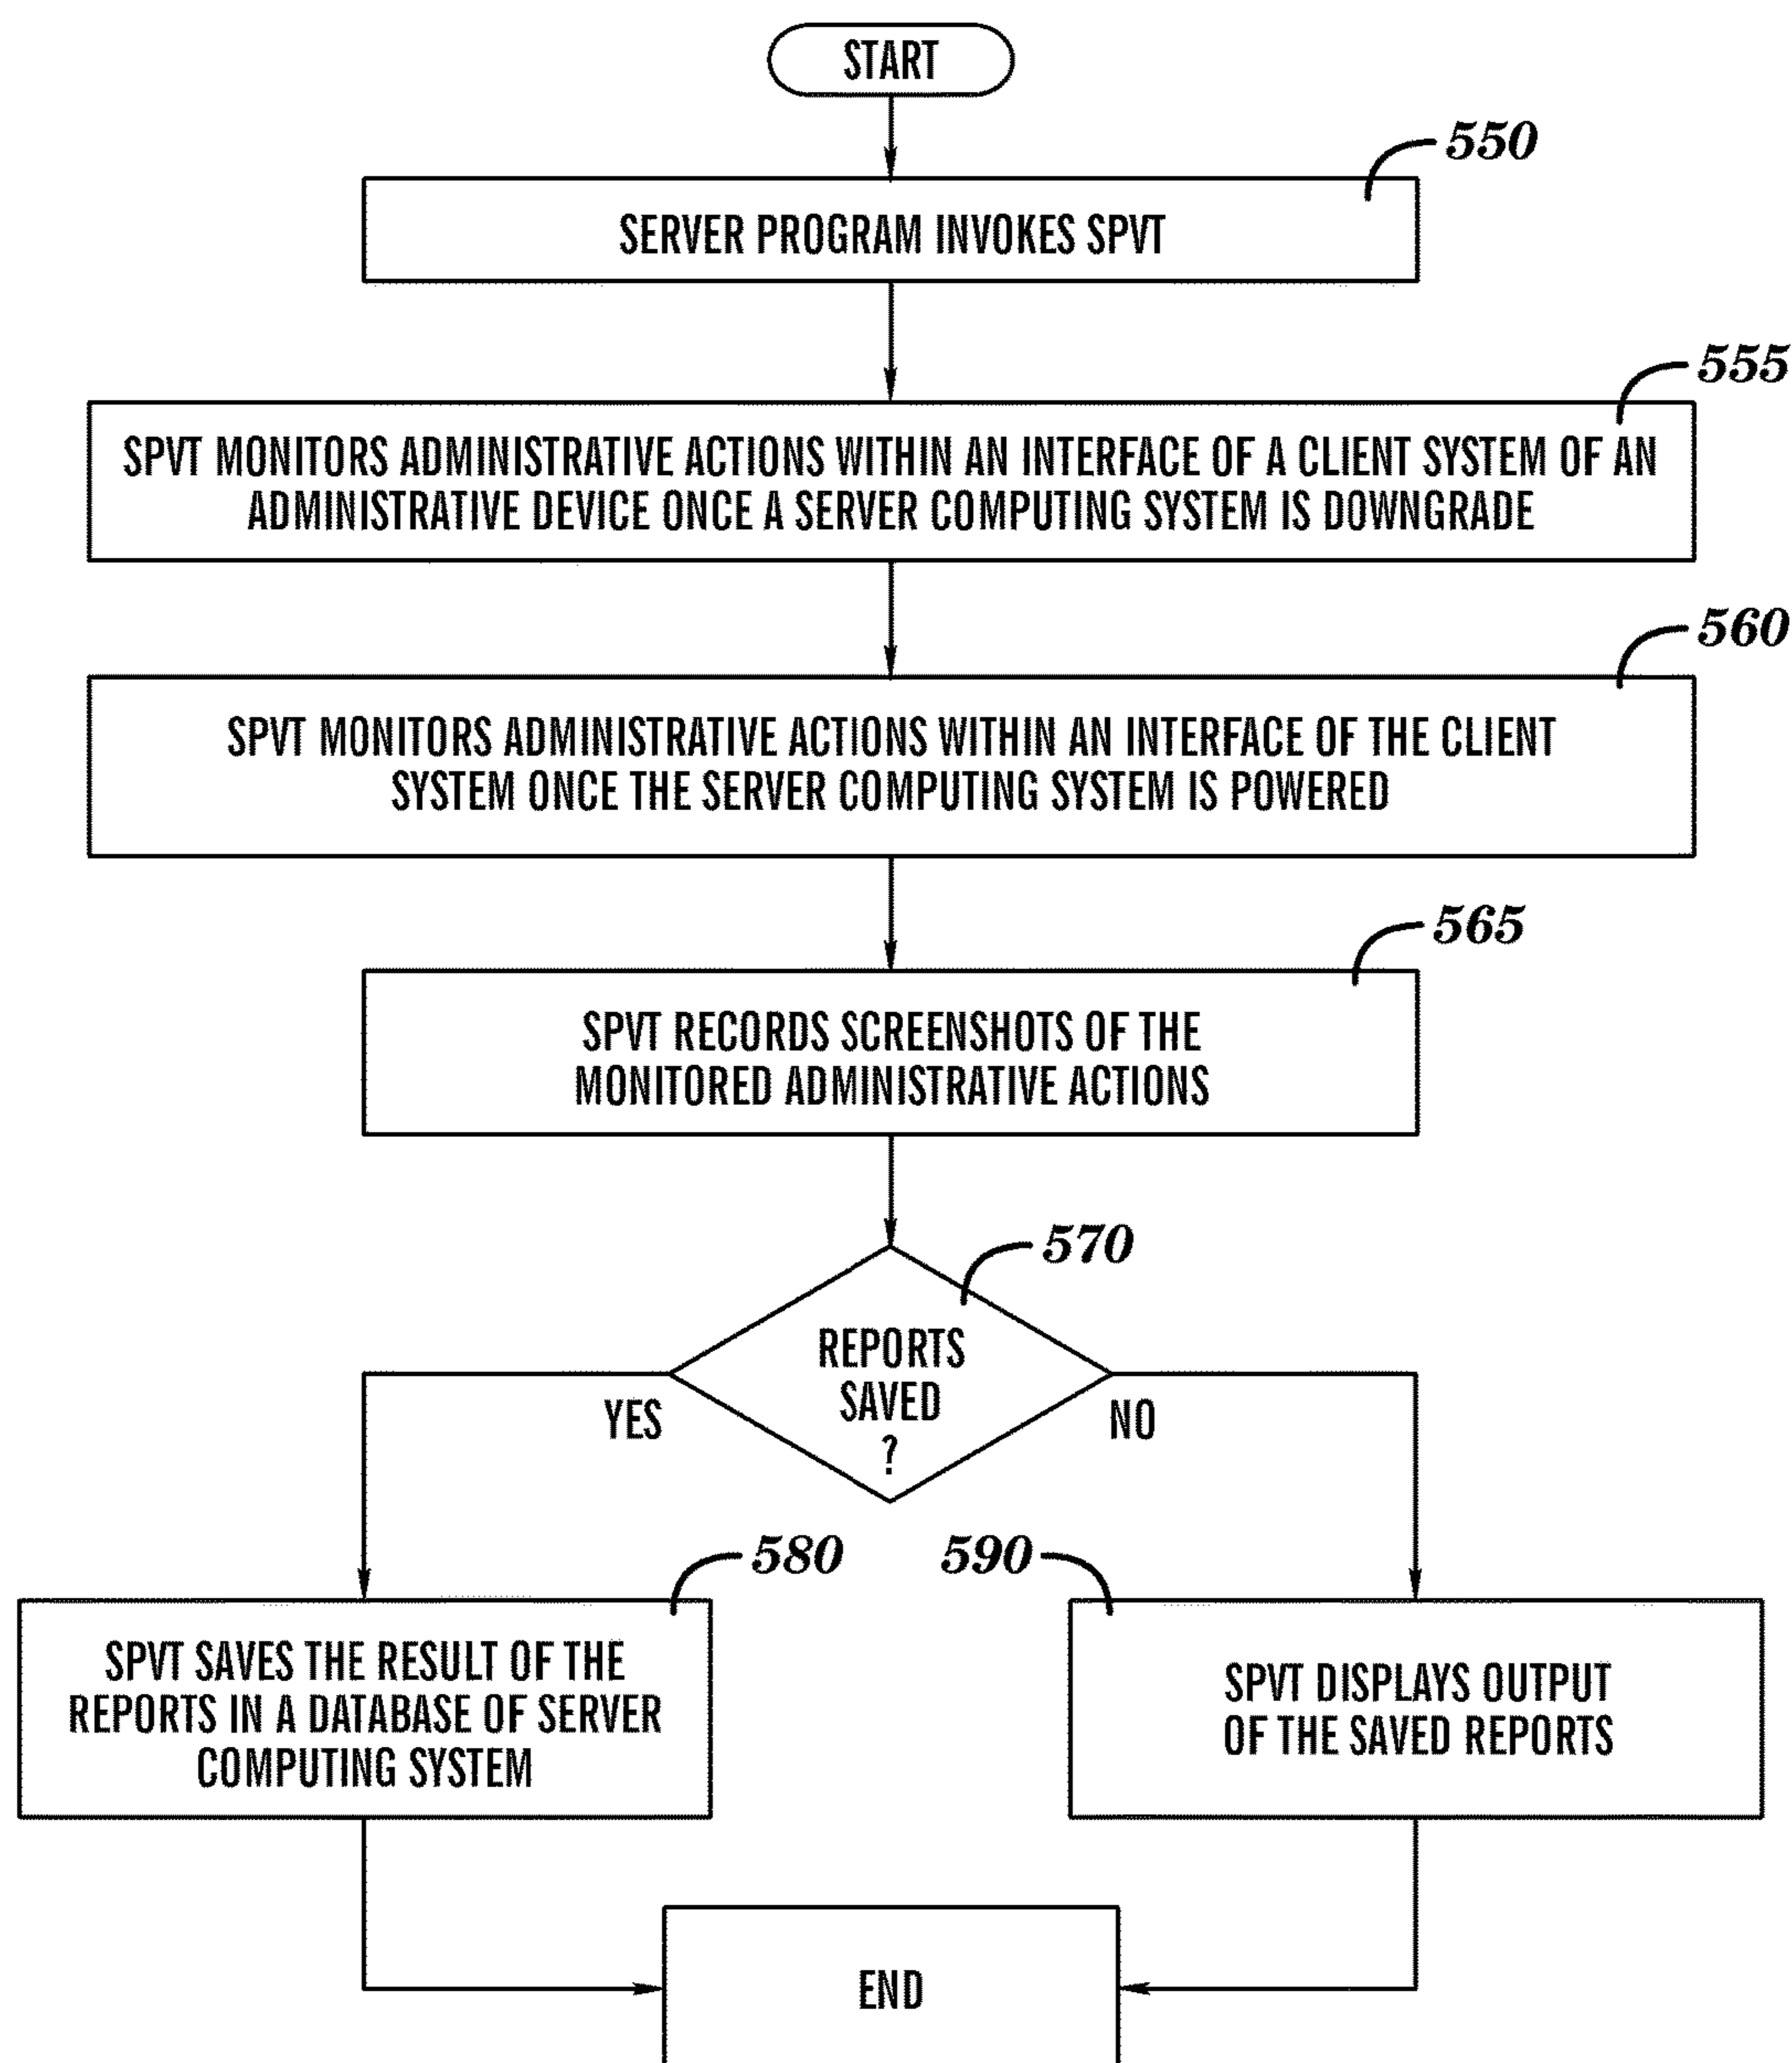 START
550
SERVER PROGRAM INVOKES SPVT
555
SPVT MONITORS ADMINISTRATIVE ACTIONS WITHIN AN INTERFACE OF A CLIENT SYSTEM OF AN
ADMINISTRATIVE DEVICE ONCE A SERVER COMPUTING SYSTEM IS DOWNGRADE
560
SPVT MONITORS ADMINISTRATIVE ACTIONS WITHIN AN INTERFACE OF THE CLIENT
SYSTEM ONCE THE SERVER COMPUTING SYSTEM IS POWERED
565
SPVT RECORDS SCREENSHOTS OF THE
MONITORED ADMINISTRATIVE ACTIONS
570
REPORTS
SAVED
?
YES
NO
580
SPVT SAVES THE RESULT OF THE
REPORTS IN A DATABASE OF SERVER
COMPUTING SYSTEM
590
SPVT DISPLAYS OUTPUT
OF THE SAVED REPORTS
END